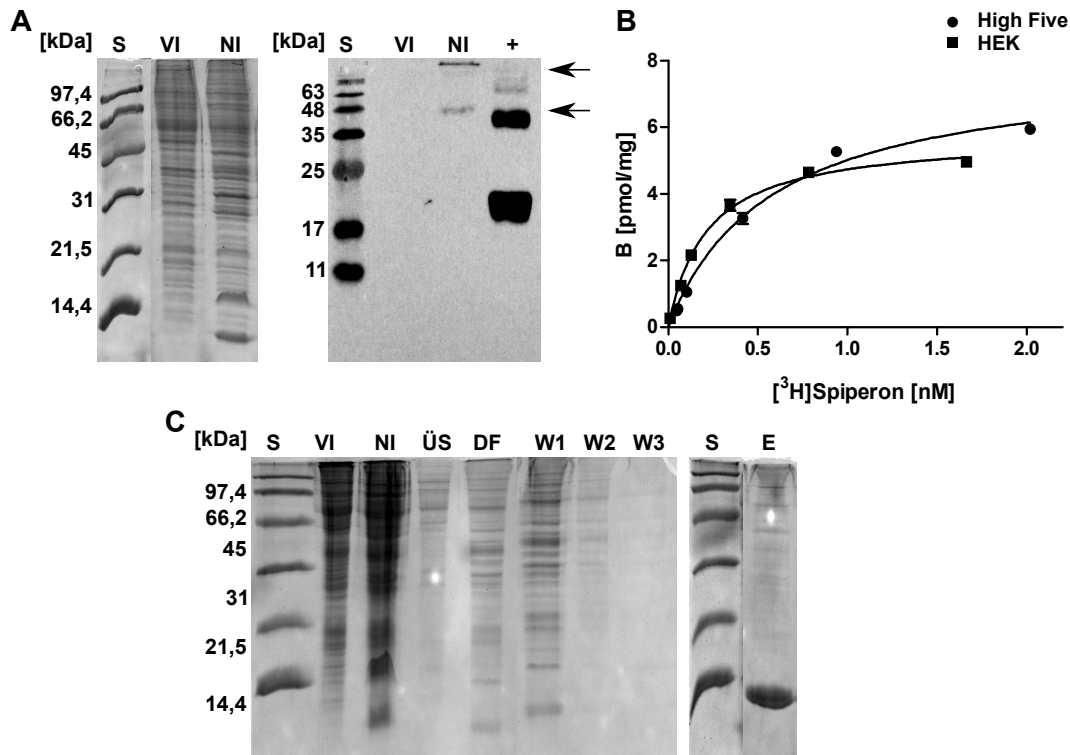 A
[kDa] S VI NI
97,4
66,2
45
31
21,5
14,4
[kDa] S VI NI +
63
48
35
25
17
11
B
High Five
HEK
8
6
4
2
0
B [pmol/mg]
0.0 0.5 1.0 1.5 2.0
[³H]Spiperon [nM]
C
[kDa] S VI NI ÜS DF W1 W2 W3 S E
97,4
66,2
45
31
21,5
14,4